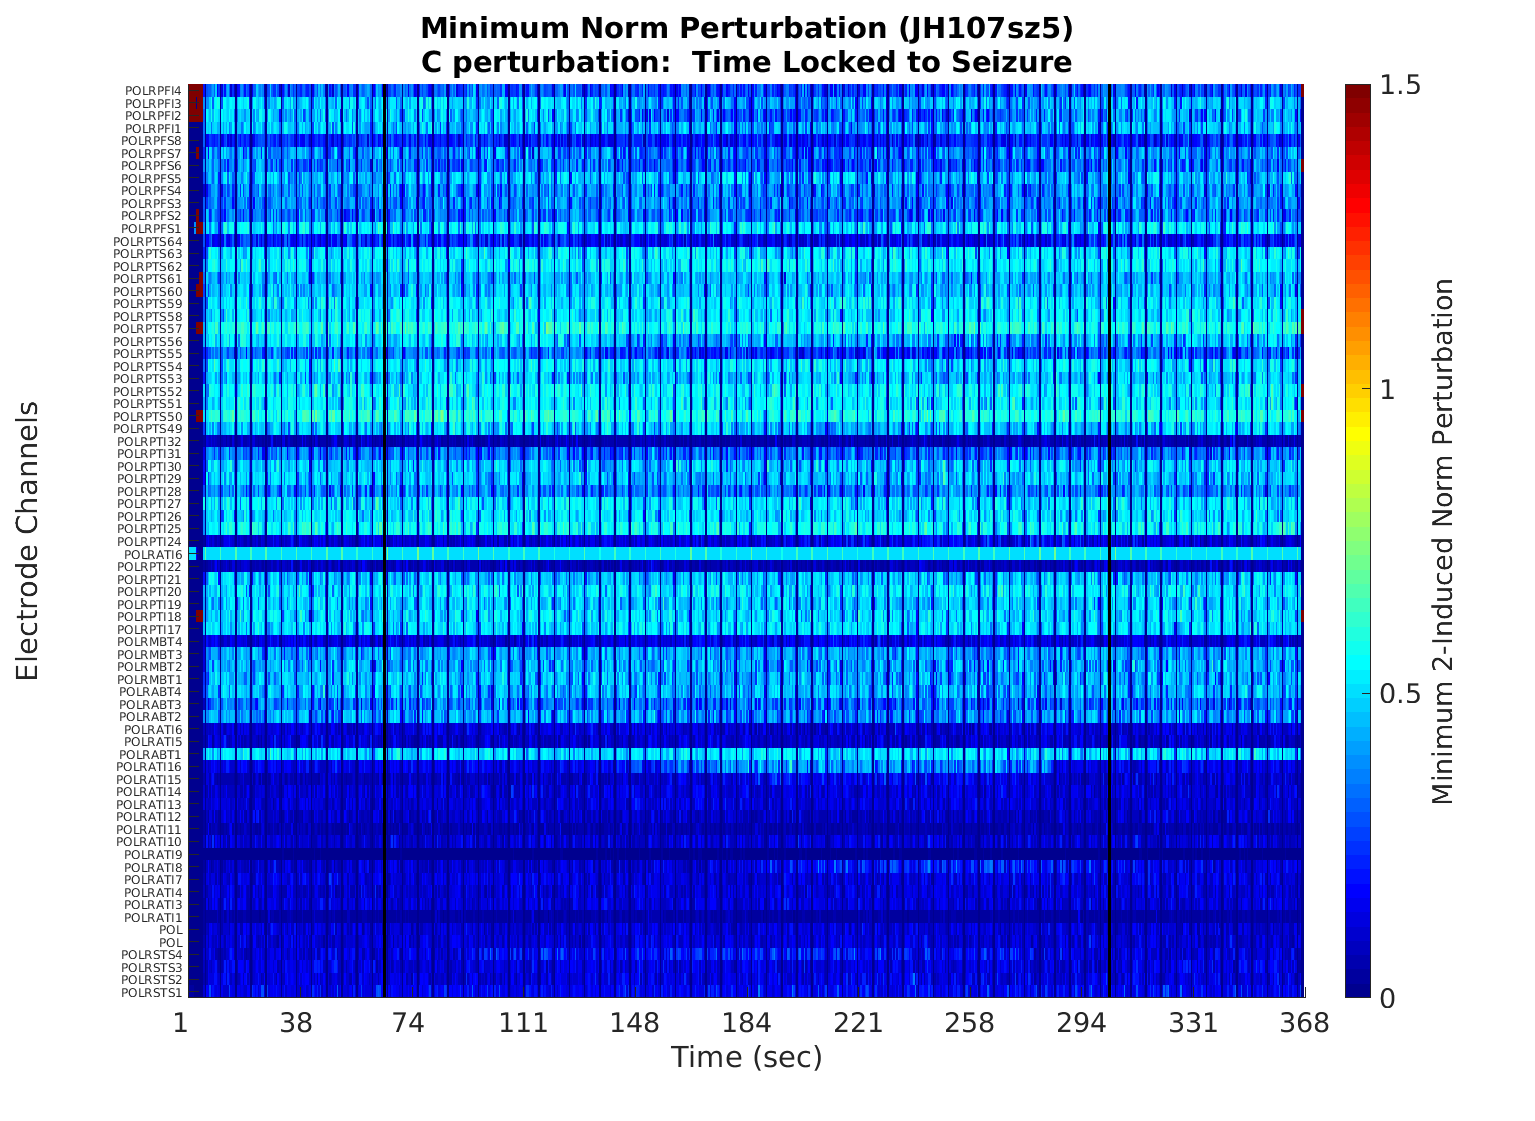 Minimum Norm Perturbation (JH107sz5)
C perturbation:  Time Locked to Seizure
Electrode Channels
POLRPFI4
POLRPFI3
POLRPFI2
POLRPFI1
POLRPFS8
POLRPFS7
POLRPFS6
POLRPFS5
POLRPFS4
POLRPFS3
POLRPFS2
POLRPFS1
POLRPTS64
POLRPTS63
POLRPTS62
POLRPTS61
POLRPTS60
POLRPTS59
POLRPTS58
POLRPTS57
POLRPTS56
POLRPTS55
POLRPTS54
POLRPTS53
POLRPTS52
POLRPTS51
POLRPTS50
POLRPTS49
POLRPTI32
POLRPTI31
POLRPTI30
POLRPTI29
POLRPTI28
POLRPTI27
POLRPTI26
POLRPTI25
POLRPTI24
POLRATI6
POLRPTI22
POLRPTI21
POLRPTI20
POLRPTI19
POLRPTI18
POLRPTI17
POLRMBT4
POLRMBT3
POLRMBT2
POLRMBT1
POLRABT4
POLRABT3
POLRABT2
POLRATI6
POLRATI5
POLRABT1
POLRATI16
POLRATI15
POLRATI14
POLRATI13
POLRATI12
POLRATI11
POLRATI10
POLRATI9
POLRATI8
POLRATI7
POLRATI4
POLRATI3
POLRATI1
POL
POL
POLRSTS4
POLRSTS3
POLRSTS2
POLRSTS1
1 38 74 111 148 184 221 258 294 331 368
Time (sec)
1.5
1
0.5
0
Minimum 2-Induced Norm Perturbation